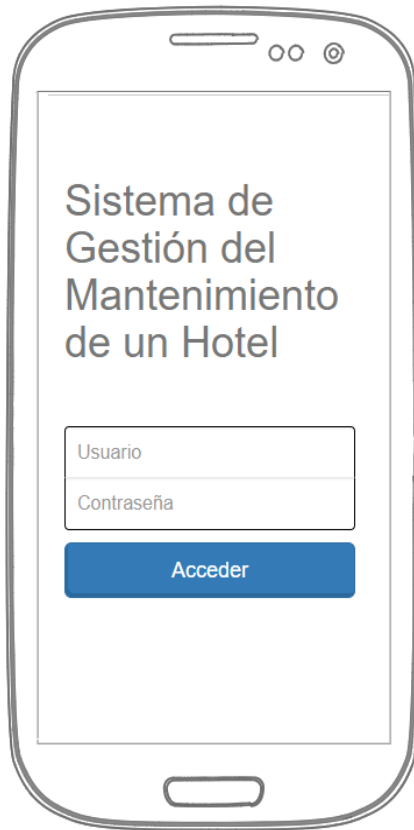 Sistema de
Gestión del
Mantenimiento
de un Hotel
Usuario
Contraseña
Acceder